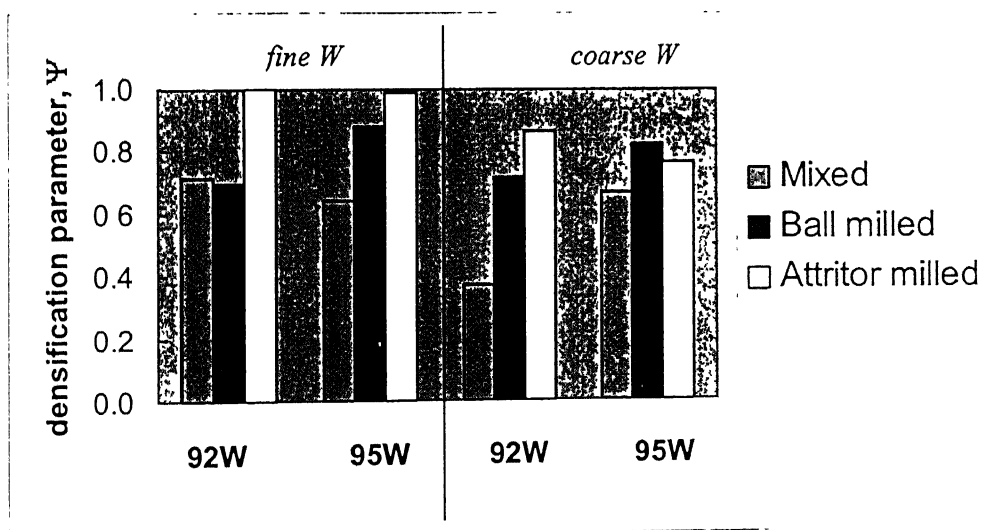 fine W
coarse W
densification parameter, Ψ
1.0
0.8
0.6
0.4
0.2
0.0
92W
95W
92W
95W
Mixed
Ball milled
Attritor milled